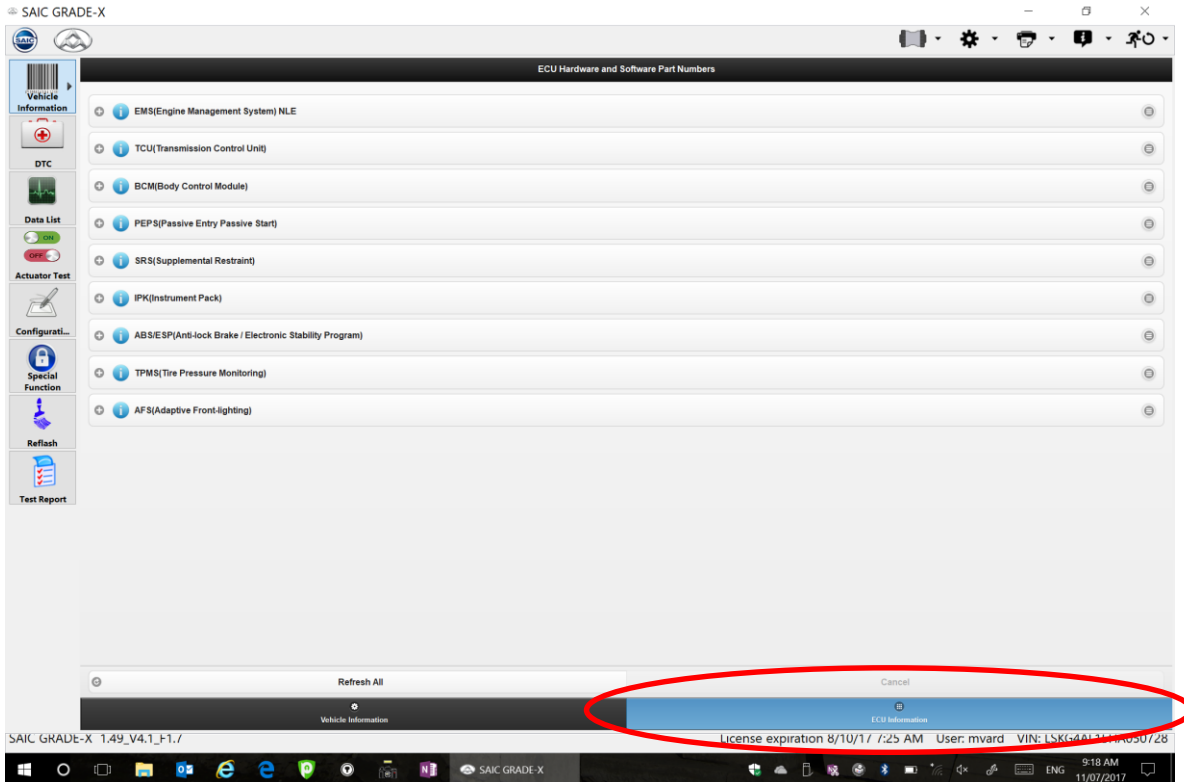 SAIC GRADE-X
SAIC
ECU Hardware and Software Part Numbers
Vehicle
Information
EMS(Engine Management System) NLE
DTC
TCU(Transmission Control Unit)
BCM(Body Control Module)
Data List
PEPS(Passive Entry Passive Start)
ON
OFF
Actuator Test
SRS(Supplemental Restraint)
IPK(Instrument Pack)
Configurati...
ABS/ESP(Anti-lock Brake / Electronic Stability Program)
Special
Function
TPMS(Tire Pressure Monitoring)
AFS(Adaptive Front-lighting)
Reflash
Test Report
Refresh All
Cancel
Vehicle Information
ECU Information
SAIC GRADE-X 1.49_V4.1_F1.7
License expiration 8/10/17 7:25 AM User: mvard VIN:
SAIC GRADE-X
ENG
9:18 AM
11/07/2017